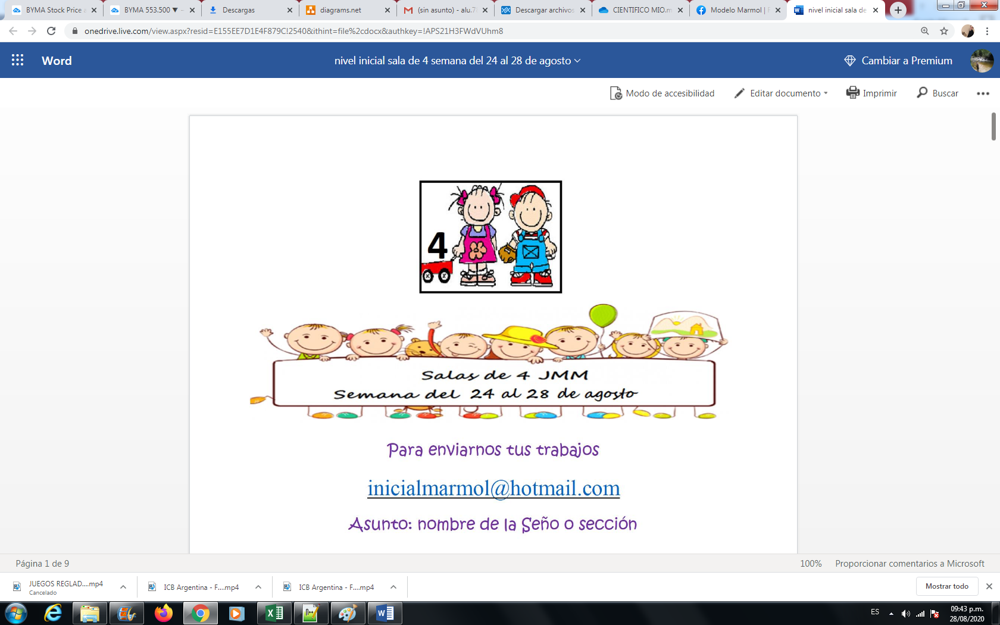 BYMA Stock Price a
BYMA 553.500 ▼ –
Descargas
diagrams.net
(sin asunto) - alu.7
Descargar archivos
CIENTIFICO MIO.m
Modelo Marmol | F
nivel inicial sala de
onedrive.live.com/view.aspx?resid=E155EE7D1E4F879C!2540&ithint=file%2cdocx&authkey=!APS21H3FWdVUhm8
Word
nivel inicial sala de 4 semana del 24 al 28 de agosto
Cambiar a Premium
Modo de accesibilidad
Editar documento
Imprimir
Buscar
4
Salas de 4 JMM
Semana del 24 al 28 de agosto
Para enviarnos tus trabajos
inicialmarmol@hotmail.com
Asunto: nombre de la Seño o sección
Página 1 de 9
100%
Proporcionar comentarios a Microsoft
JUEGOS REGLAD....mp4
Cancelado
ICB Argentina - F....mp4
ICB Argentina - F....mp4
Mostrar todo
ES
09:43 p.m.
28/08/2020